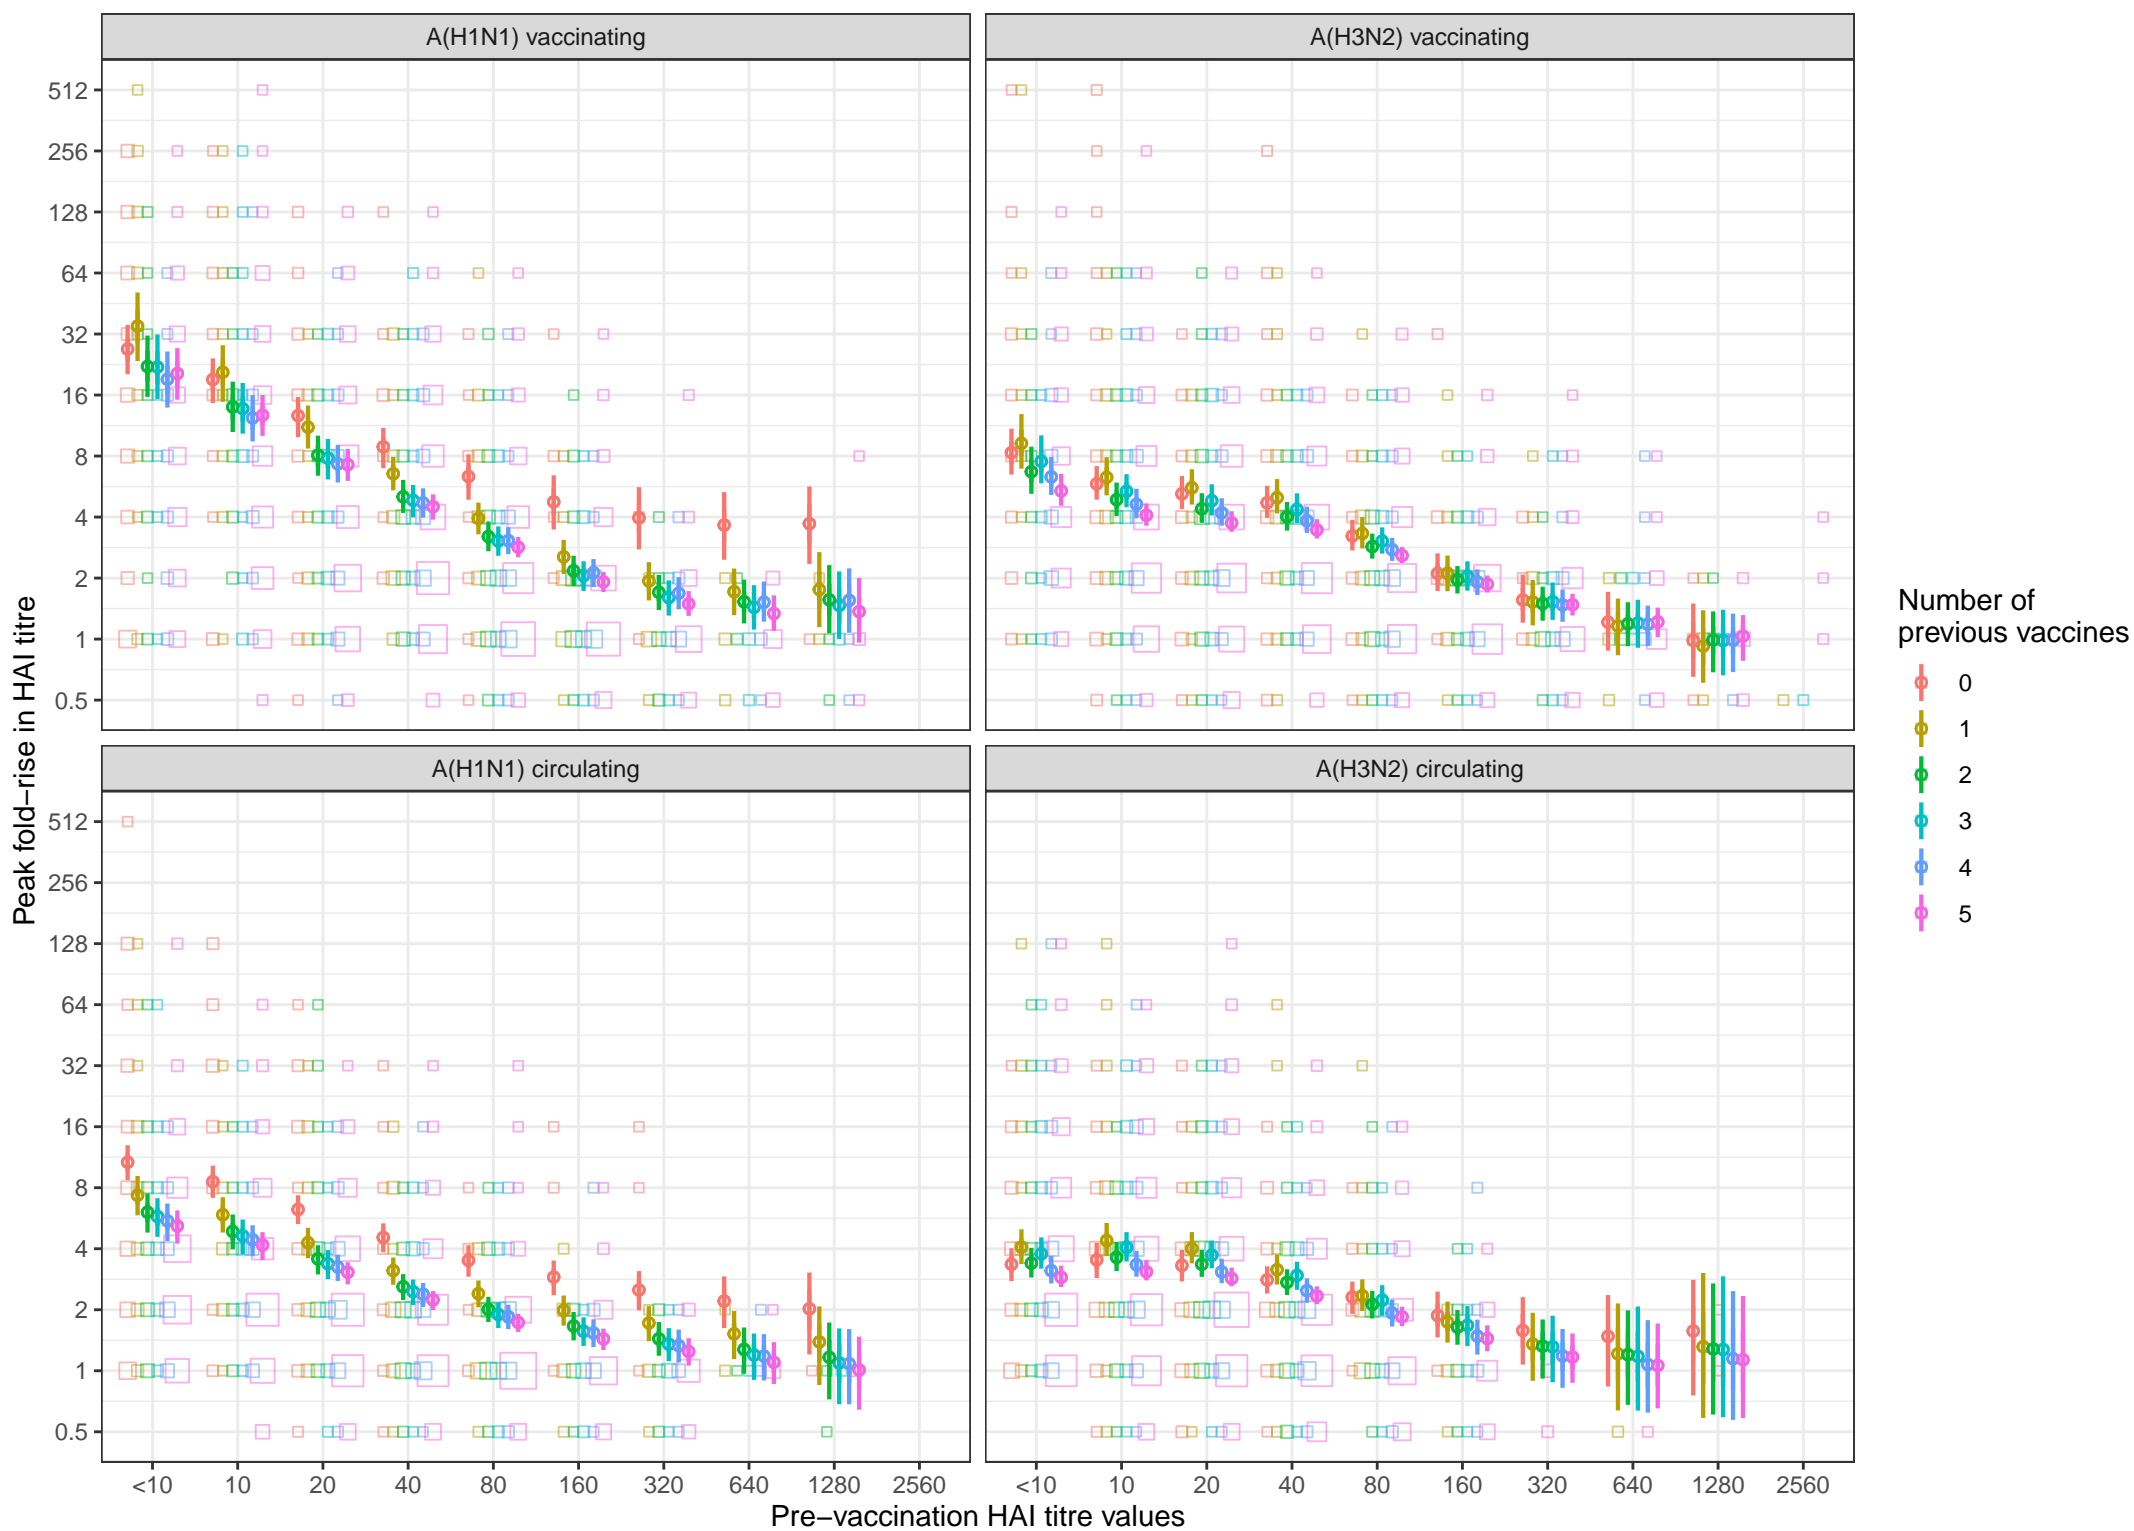 A(H1N1) vaccinating
A(H3N2) vaccinating
512
256
128
64
32
16
8
4
2
1
0.5
A(H1N1) circulating
A(H3N2) circulating
512
256
128
64
32
16
8
4
2
1
0.5
Peak fold−rise in HAI titre
<10 10 20 40 80 160 320 640 1280 2560
<10 10 20 40 80 160 320 640 1280 2560
Pre−vaccination HAI titre values
Number of
previous vaccines
0
1
2
3
4
5